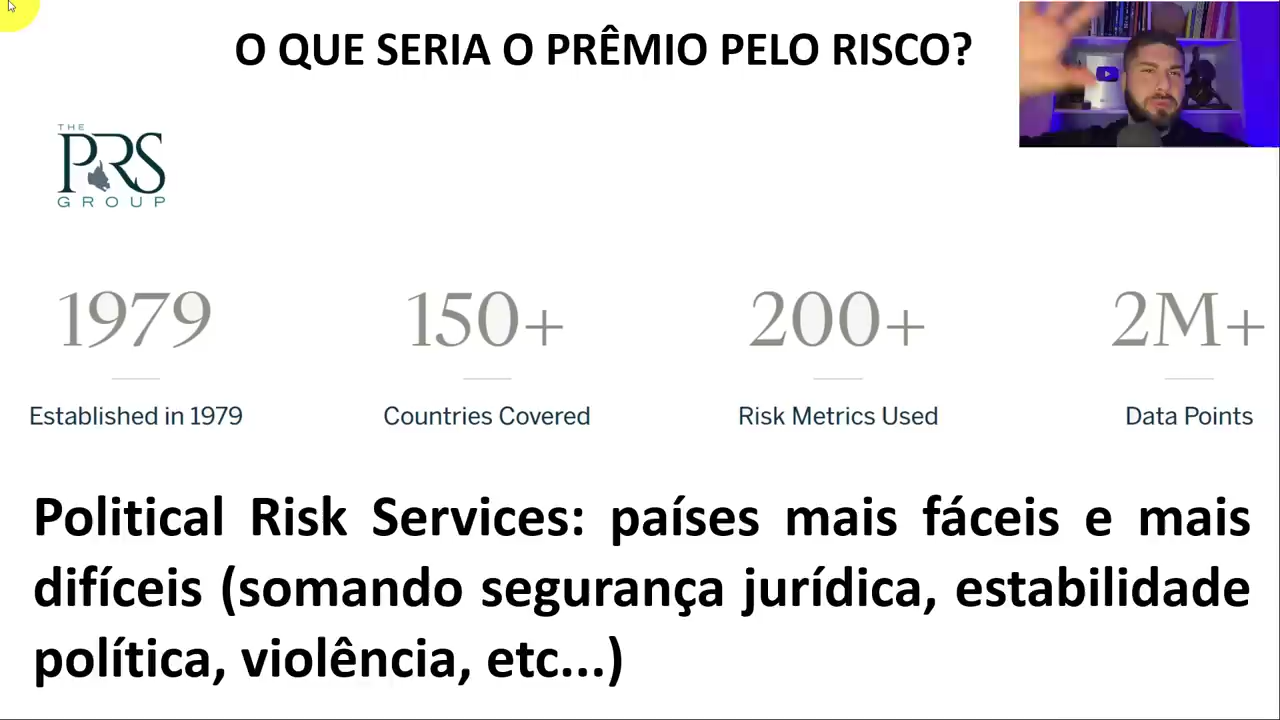 O QUE SERIA O PRÊMIO PELO RISCO?
THE
PRS
GROUP
1979
150+
200+
2M+
Established in 1979
Countries Covered
Risk Metrics Used
Data Points
Political Risk Services: países mais fáceis e mais
difíceis (somando segurança jurídica, estabilidade
política, violência, etc...)